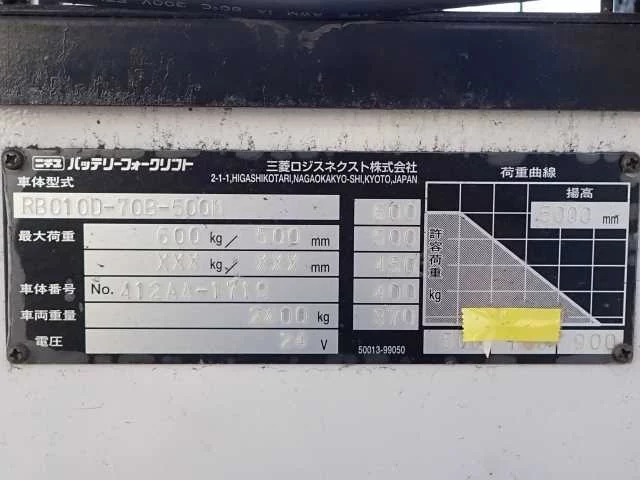 ニチユ バッテリーフォークリフト
三菱ロジスネクスト株式会社
2-1-1,HIGASHIKOTARI,NAGAOKAKYO-SHI,KYOTO,JAPAN
車体型式
RB010D-70B-500M
最大荷重 600 kg / 500 mm
XXX kg / XXX mm
車体番号 No. 412AA-1719
車両重量 2400 kg
電圧 24 V
600
500
450
400
370
50013-99050
荷重曲線
揚高
5000 mm
許容荷重
kg
900